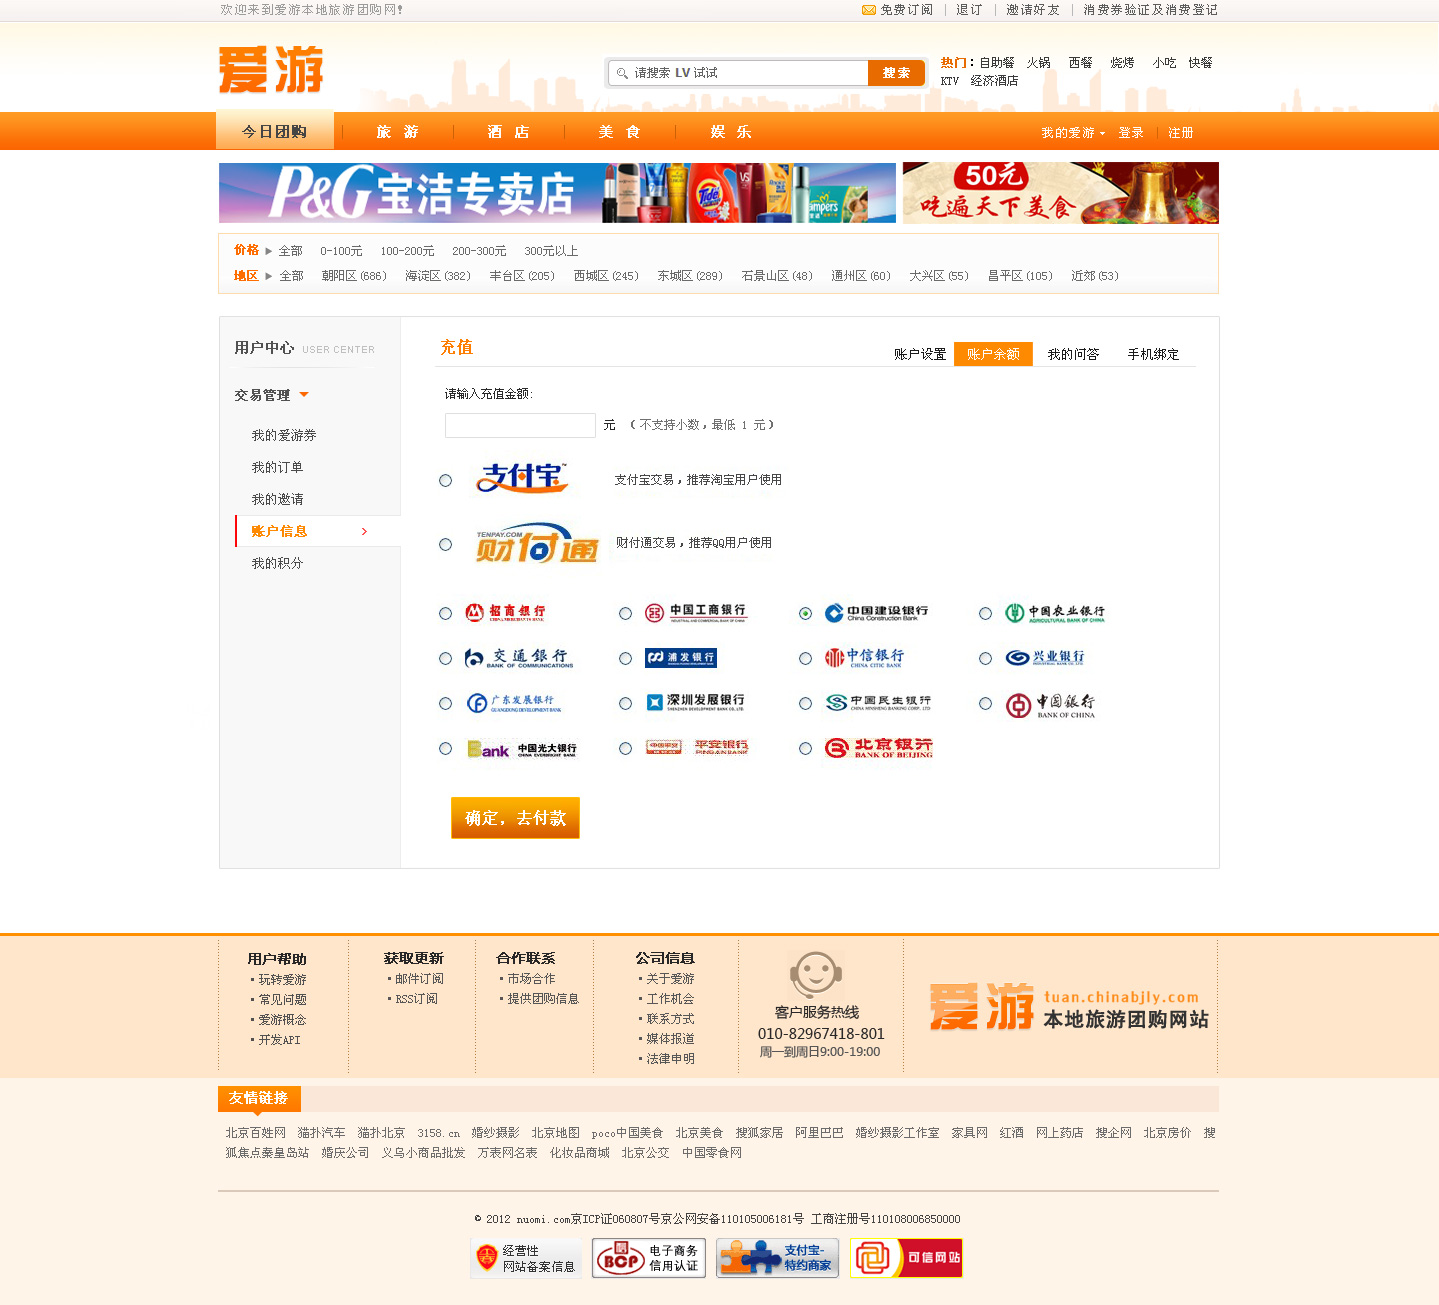 欢迎来到爱游本地旅游团购网！
免费订阅 | 退订 | 邀请好友 | 消费券验证及消费登记
爱游
请搜索 LV 试试
搜索
热门：自助餐 火锅 西餐 烧烤 小吃 快餐
KTV 经济酒店
今日团购 旅 游 酒 店 美 食 娱 乐
我的爱游 登录 | 注册
P&G宝洁专卖店
Tide
VS
Pampers
50元
吃遍天下美食
价格 全部 0-100元 100-200元 200-300元 300元以上
地区 全部 朝阳区(686) 海淀区(382) 丰台区(205) 西城区(245) 东城区(289) 石景山区(48) 通州区(60) 大兴区(55) 昌平区(105) 近郊(53)
用户中心 USER CENTER
交易管理
我的爱游券
我的订单
我的邀请
账户信息
我的积分
充值
账户设置 账户余额 我的问答 手机绑定
请输入充值金额:
元 （不支持小数，最低 1 元）
支付宝™ 支付宝交易，推荐淘宝用户使用
TENPAY.COM
财付通 财付通交易，推荐QQ用户使用
招商银行 中国工商银行 中国建设银行 中国农业银行
CHINA MERCHANTS BANK INDUSTRIAL AND COMMERCIAL BANK OF CHINA China Construction Bank AGRICULTURAL BANK OF CHINA
交通银行 浦发银行 中信银行 兴业银行
BANK OF COMMUNICATIONS CHINA CITIC BANK INDUSTRIAL BANK CO.,LTD.
广东发展银行 深圳发展银行 中国民生银行 中国银行
GUANGDONG DEVELOPMENT BANK SHENZHEN DEVELOPMENT BANK CO.,LTD. CHINA MINSHENG BANKING CORP., LTD BANK OF CHINA
Bank 中国光大银行 中国平安 平安银行 北京银行
CHINA EVERBRIGHT BANK PING AN BANK BANK OF BEIJING
确定，去付款
用户帮助
玩转爱游
常见问题
爱游概念
开发API
获取更新
邮件订阅
RSS订阅
合作联系
市场合作
提供团购信息
公司信息
关于爱游
工作机会
联系方式
媒体报道
法律申明
客户服务热线
010-82967418-801
周一到周日9:00-19:00
爱游 tuan.chinabjly.com
本地旅游团购网站
友情链接
北京百姓网 猫扑汽车 猫扑北京 3158.cn 婚纱摄影 北京地图 poco中国美食 北京美食 搜狐家居 阿里巴巴 婚纱摄影工作室 家具网 红酒 网上药店 搜企网 北京房价 搜
狐焦点秦皇岛站 婚庆公司 义乌小商品批发 万表网名表 化妆品商城 北京公交 中国零食网
© 2012 nuomi.com京ICP证060807号京公网安备110105006181号 工商注册号110108006850000
经营性
网站备案信息
BCP
电子商务
信用认证
支付宝-
特约商家
可信网站